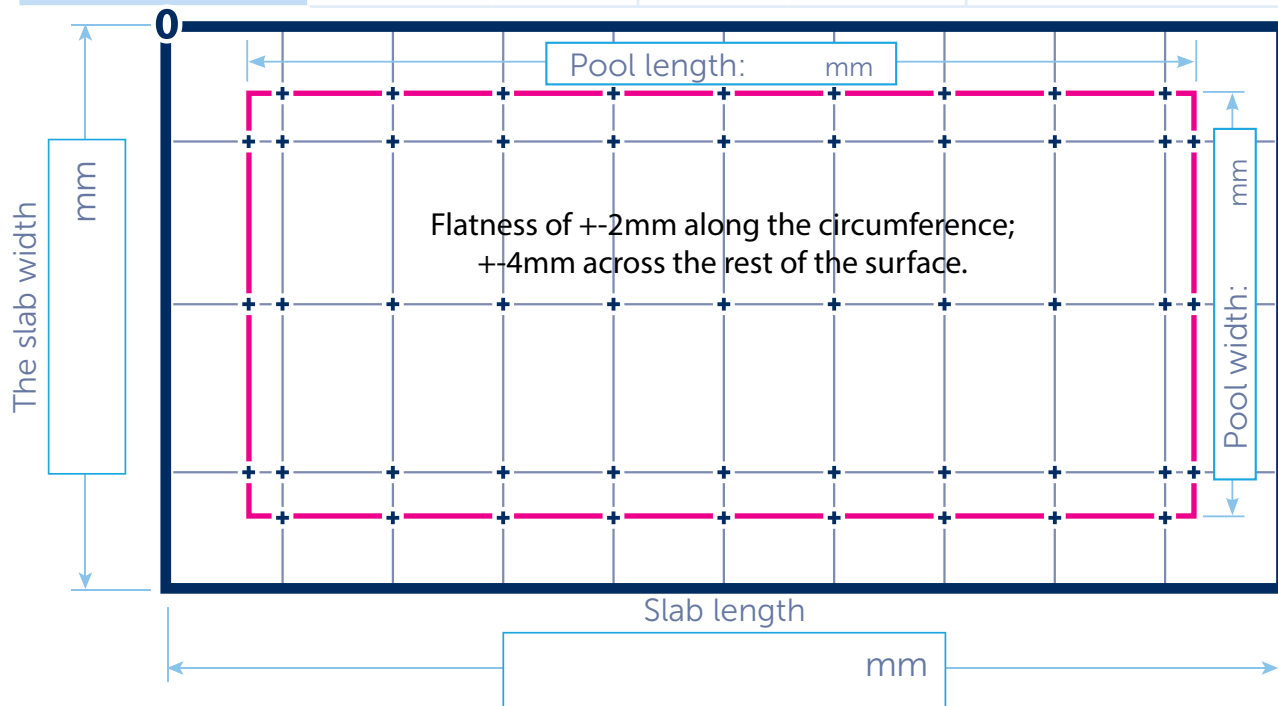 0
Pool length: mm
The slab width
mm
Flatness of +-2mm along the circumference;
+-4mm across the rest of the surface.
Pool width: mm
Slab length
mm